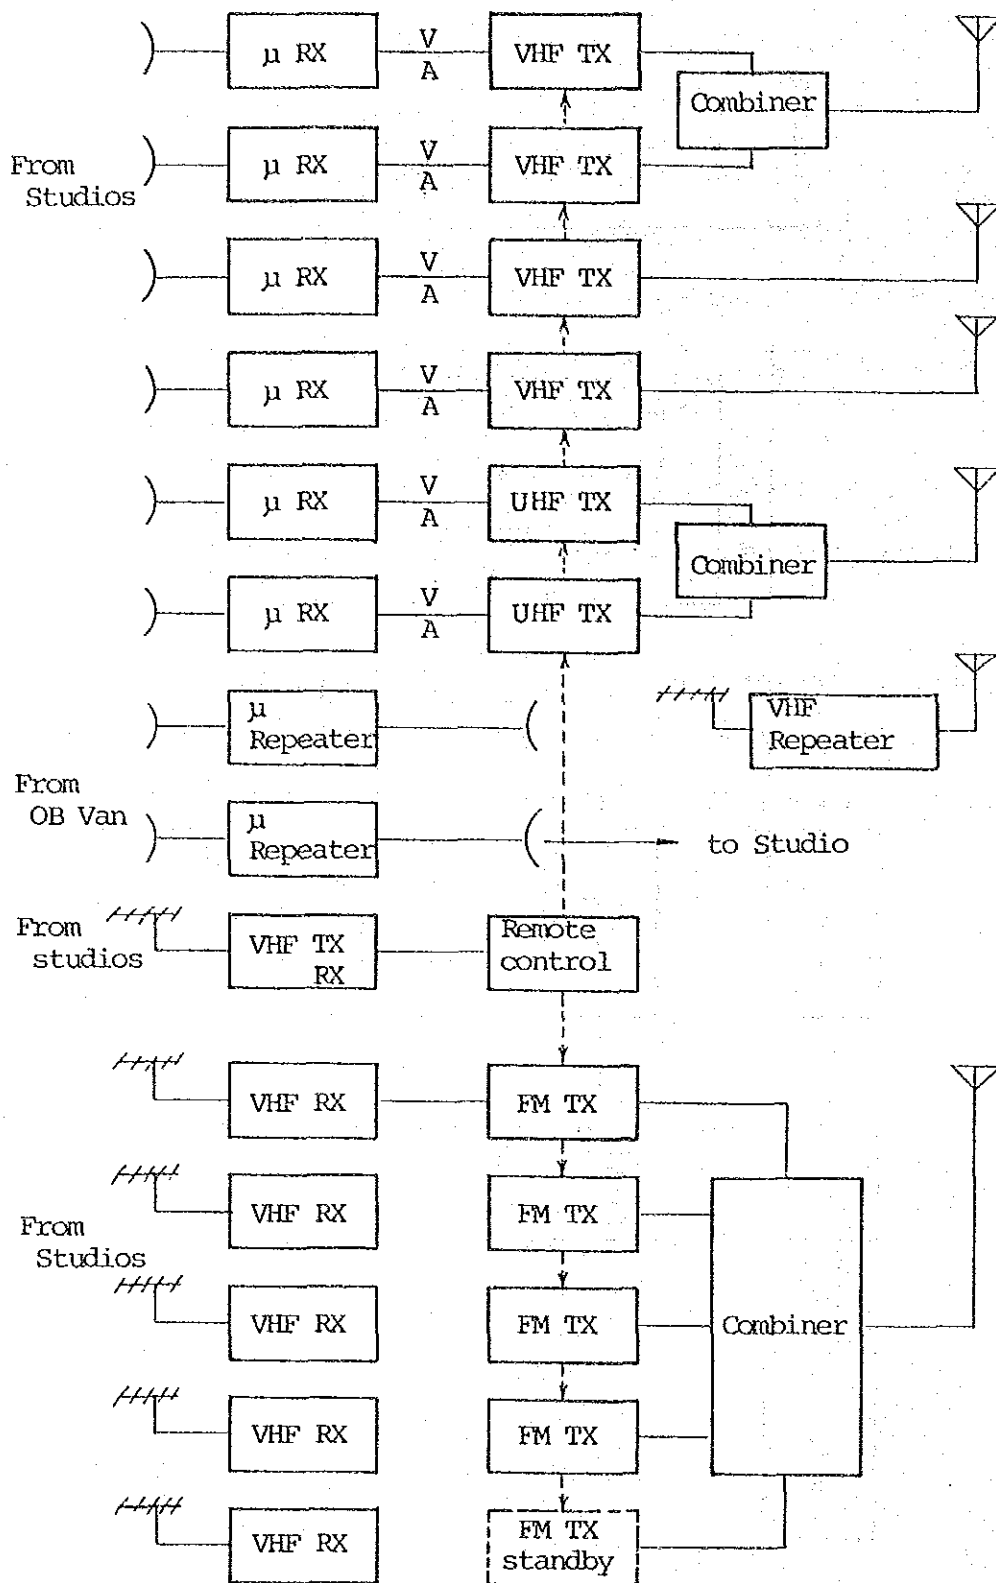 V
μ RX
VHF TX
A
Combiner
From
Studios
V
μ RX
VHF TX
A
V
μ RX
VHF TX
A
V
μ RX
VHF TX
A
V
μ RX
UHF TX
A
Combiner
V
μ RX
UHF TX
A
μ
Repeater
VHF
Repeater
From
OB Van
μ
Repeater
to Studio
From
studios
VHF TX
RX
Remote
control
VHF RX
FM TX
From
Studios
VHF RX
FM TX
VHF RX
FM TX
Combiner
VHF RX
FM TX
VHF RX
FM TX
standby